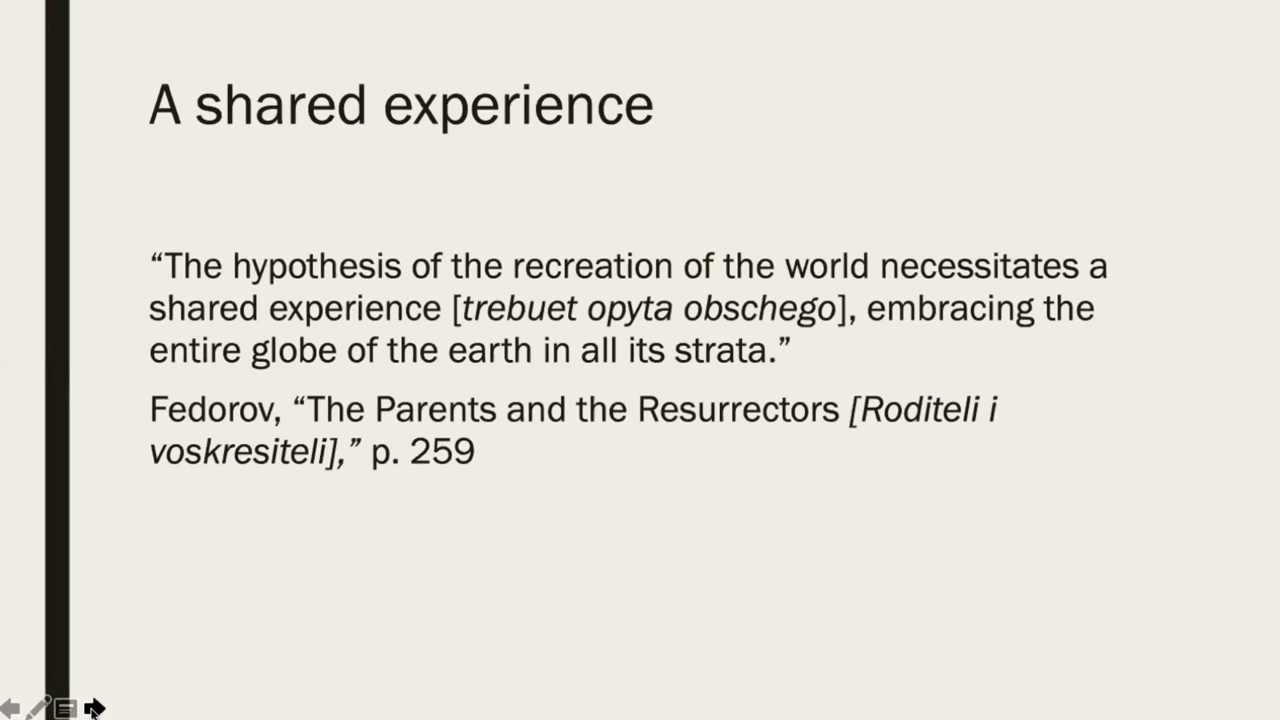 A shared experience
“The hypothesis of the recreation of the world necessitates a
shared experience [trebuet opyta obschego], embracing the
entire globe of the earth in all its strata.”
Fedorov, “The Parents and the Resurrectors [Roditeli i
voskresiteli],” p. 259